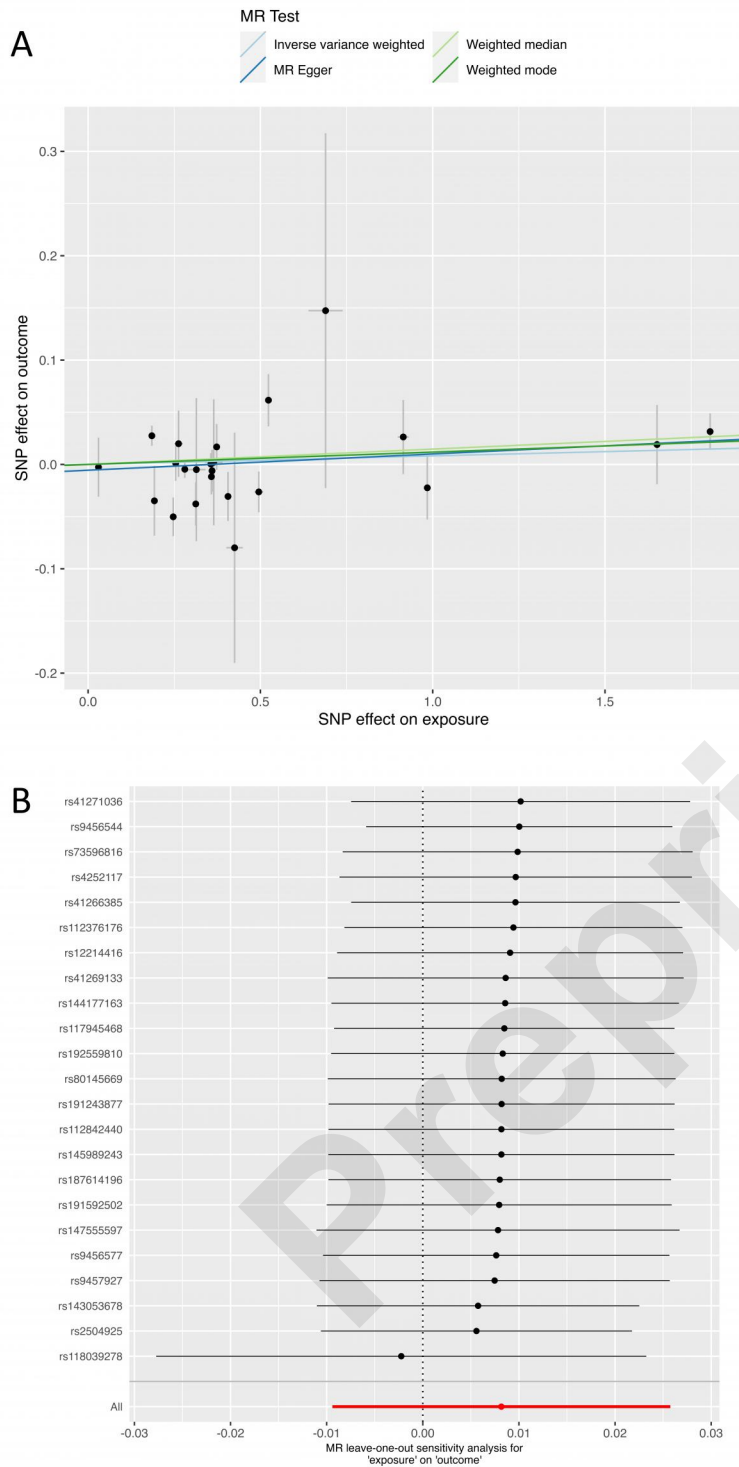 A
MR Test
Inverse variance weighted
Weighted median
MR Egger
Weighted mode
0.3
0.2
0.1
0.0
-0.1
-0.2
SNP effect on outcome
0.0 0.5 1.0 1.5
SNP effect on exposure
B
rs41271036
rs9456544
rs73596816
rs4252117
rs41266385
rs112376176
rs12214416
rs41269133
rs144177163
rs117945468
rs192559810
rs80145669
rs191243877
rs112842440
rs145989243
rs187614196
rs191592502
rs147555597
rs9456577
rs9457927
rs143053678
rs2504925
rs118039278
All
-0.03 -0.02 -0.01 0.00 0.01 0.02 0.03
MR leave-one-out sensitivity analysis for
'exposure' on 'outcome'
Prepri